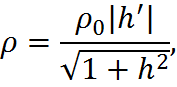 ρ = ρ₀|h′| / √(1 + h²),